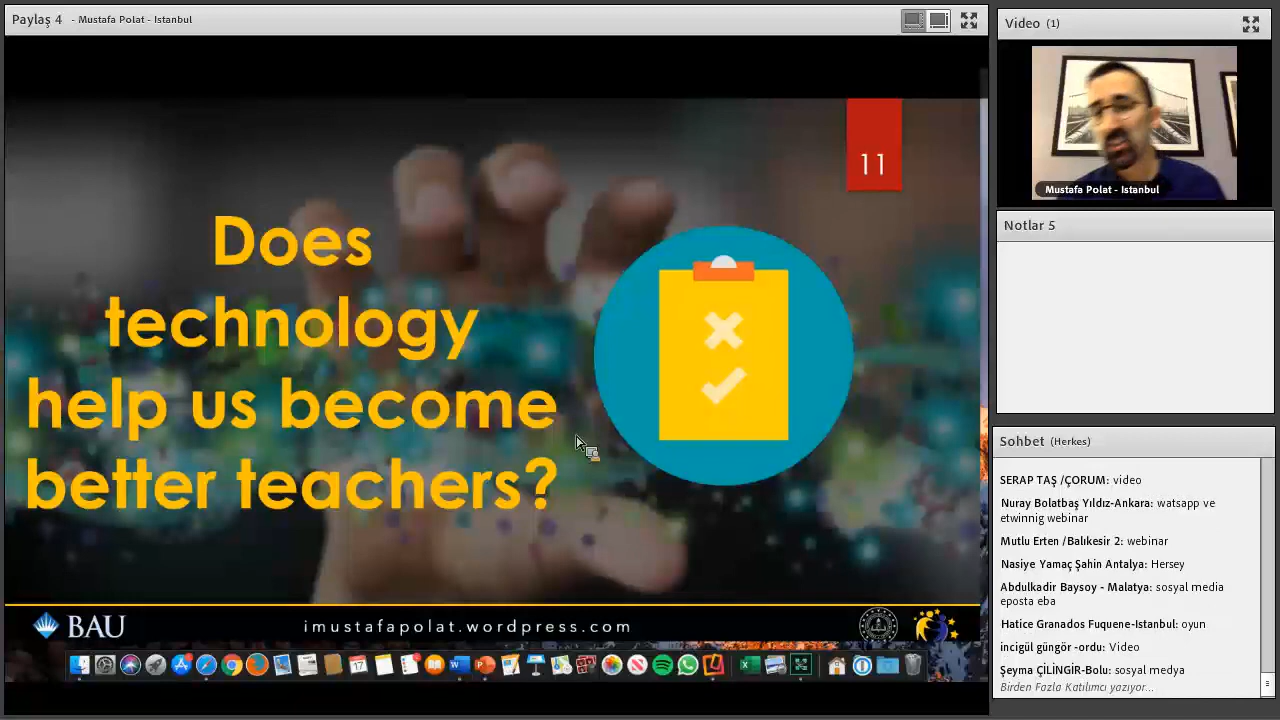 Paylaş 4 - Mustafa Polat - Istanbul
11
Does
technology
help us become
better teachers?
BAU
imustafapolat.wordpress.com
17
Video (1)
Mustafa Polat - Istanbul
Notlar 5
Sohbet (Herkes)
SERAP TAŞ /ÇORUM: video
Nuray Bolatbaş Yıldız-Ankara: watsapp ve
etwinnig webinar
Mutlu Erten /Balıkesir 2: webinar
Nasiye Yamaç Şahin Antalya: Hersey
Abdulkadir Baysoy - Malatya: sosyal media
eposta eba
Hatice Granados Fuquene-Istanbul: oyun
incigül güngör -ordu: Video
Şeyma ÇİLİNGİR-Bolu: sosyal medya
Birden Fazla Katılımcı yazıyor...